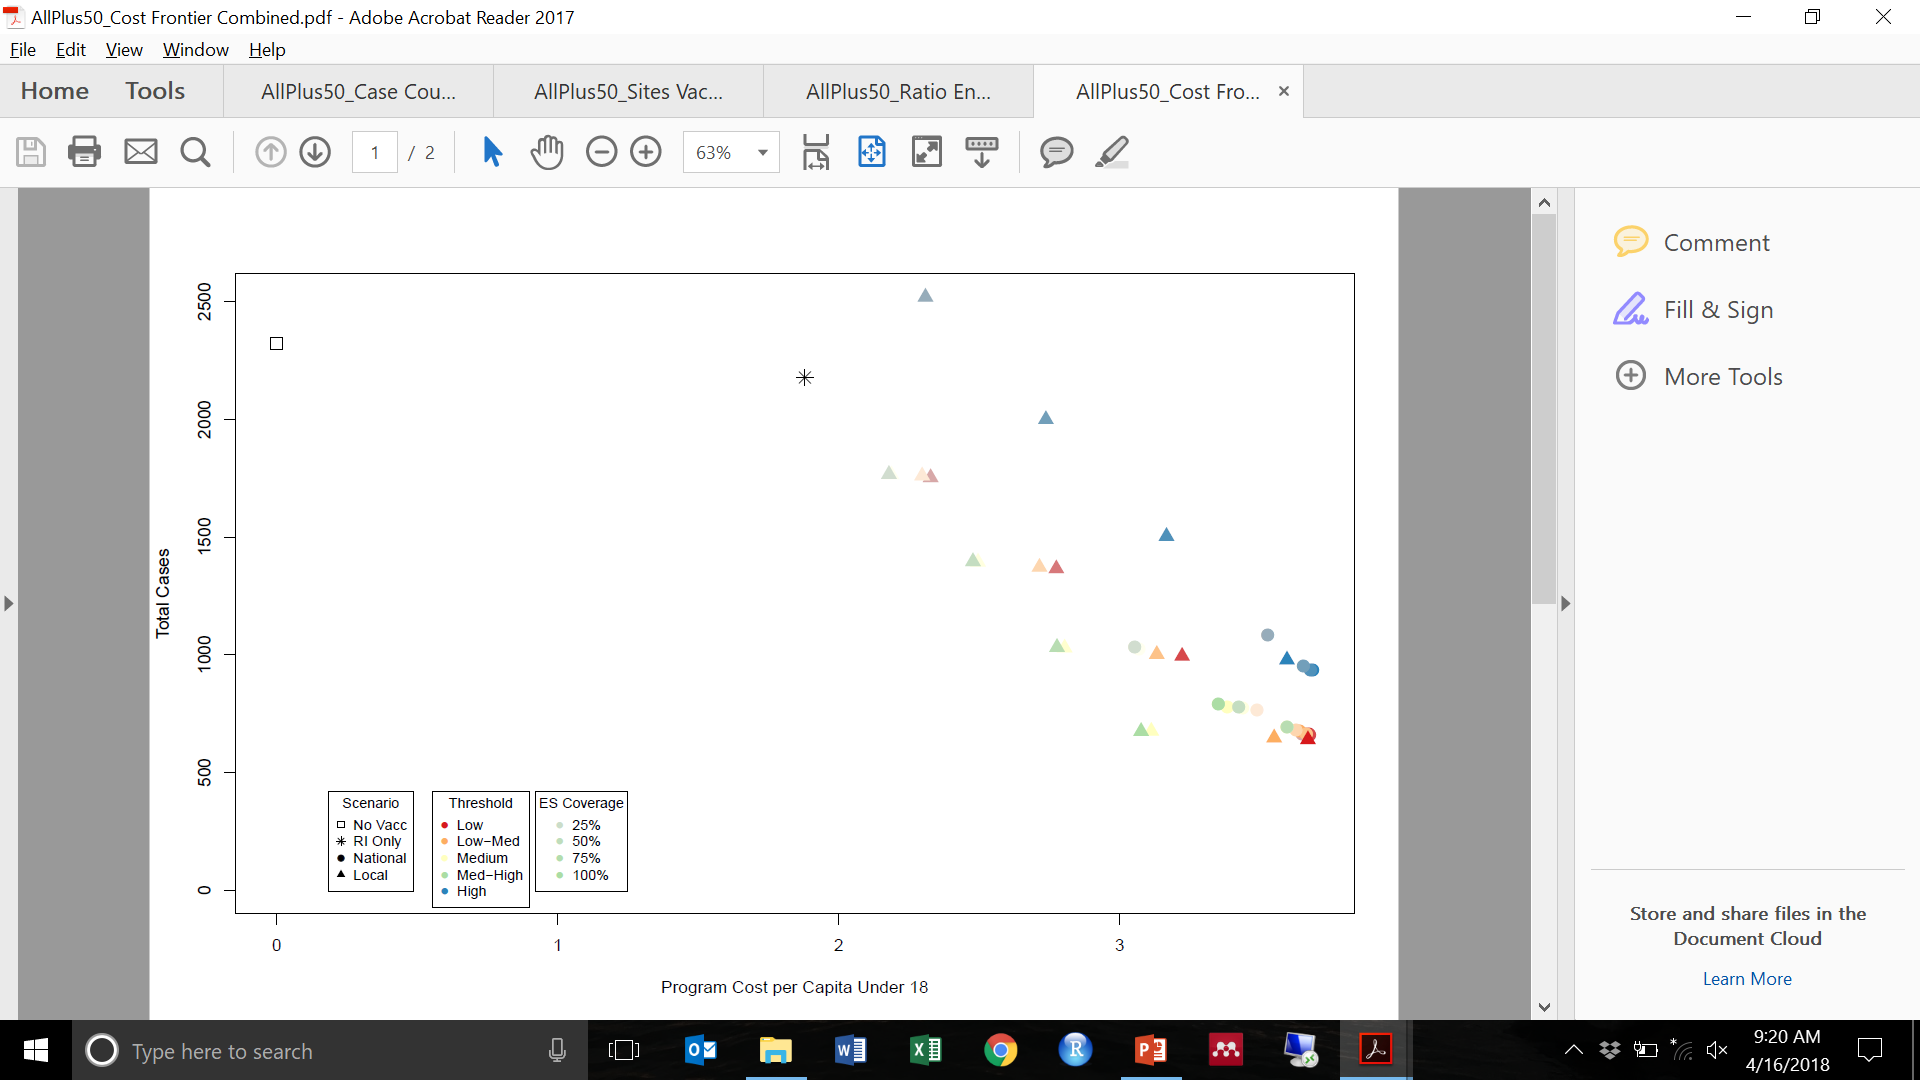 AllPlus50_Cost Frontier Combined.pdf - Adobe Acrobat Reader 2017
File Edit View Window Help
Home Tools AllPlus50_Case Cou... AllPlus50_Sites Vac... AllPlus50_Ratio En... AllPlus50_Cost Fro... ×
1 / 2 63%
Comment
Fill & Sign
More Tools
Store and share files in the
Document Cloud
Learn More
Total Cases
2500
2000
1500
1000
500
0
Scenario
No Vacc
RI Only
National
Local
Threshold
Low
Low−Med
Medium
Med−High
High
ES Coverage
25%
50%
75%
100%
0 1 2 3
Program Cost per Capita Under 18
Type here to search
9:20 AM
4/16/2018